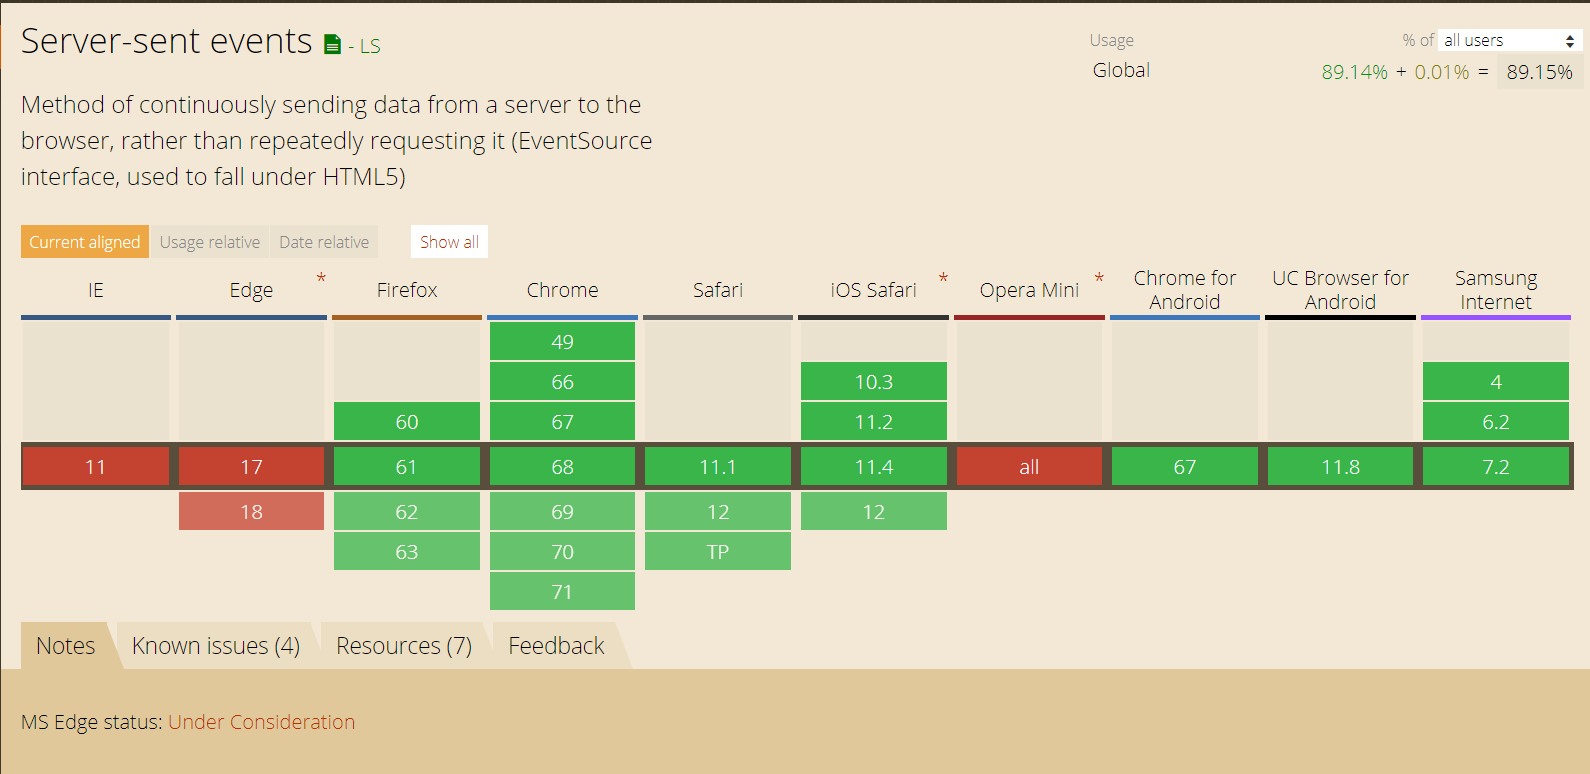 Server-sent events - LS
Usage % of all users
Global 89.14% + 0.01% = 89.15%
Method of continuously sending data from a server to the
browser, rather than repeatedly requesting it (EventSource
interface, used to fall under HTML5)
Current aligned Usage relative Date relative Show all
IE Edge * Firefox Chrome Safari iOS Safari * Opera Mini * Chrome for Android UC Browser for Android Samsung Internet
49
66 10.3 4
60 67 11.2 6.2
11 17 61 68 11.1 11.4 all 67 11.8 7.2
18 62 69 12 12
63 70 TP
71
Notes Known issues (4) Resources (7) Feedback
MS Edge status: Under Consideration